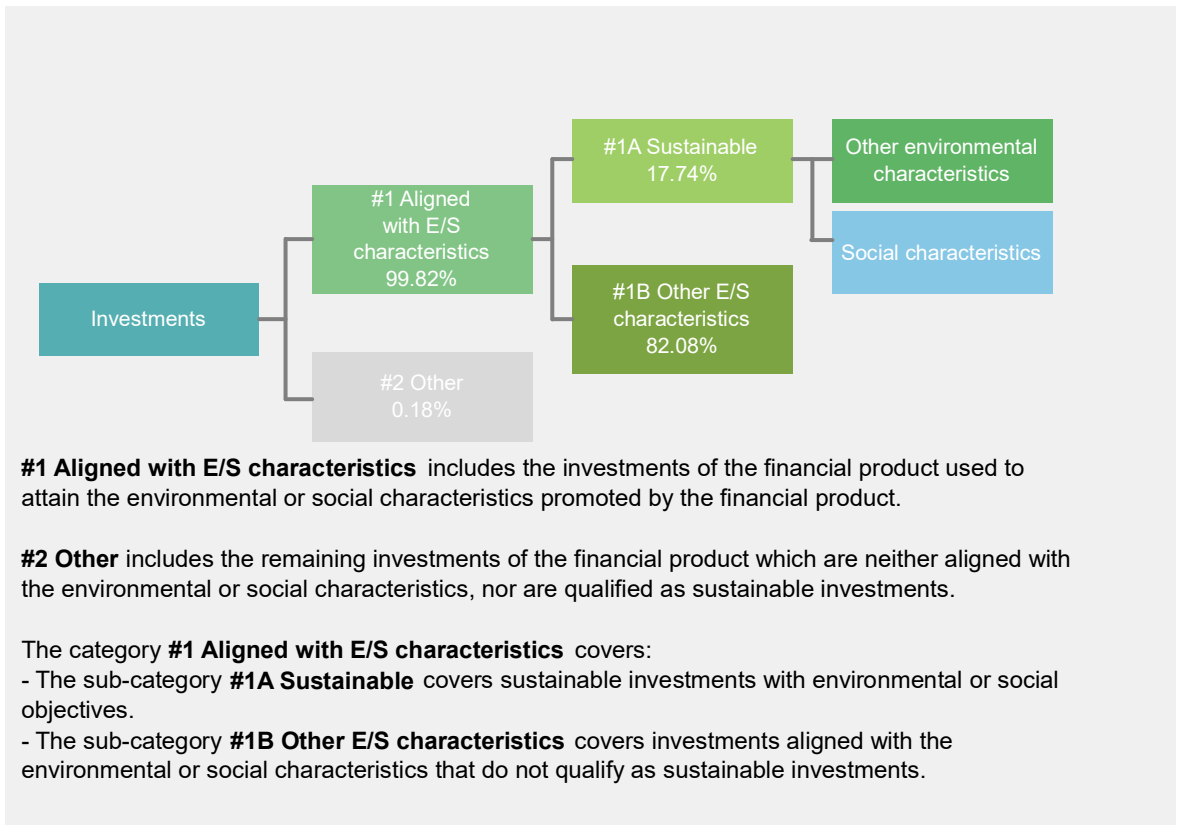 Investments
#1 Aligned
with E/S
characteristics
99.82%
#2 Other
0.18%
#1A Sustainable
17.74%
#1B Other E/S
characteristics
82.08%
Other environmental
characteristics
Social characteristics
#1 Aligned with E/S characteristics includes the investments of the financial product used to
attain the environmental or social characteristics promoted by the financial product.
#2 Other includes the remaining investments of the financial product which are neither aligned with
the environmental or social characteristics, nor are qualified as sustainable investments.
The category #1 Aligned with E/S characteristics covers:
- The sub-category #1A Sustainable covers sustainable investments with environmental or social
objectives.
- The sub-category #1B Other E/S characteristics covers investments aligned with the
environmental or social characteristics that do not qualify as sustainable investments.